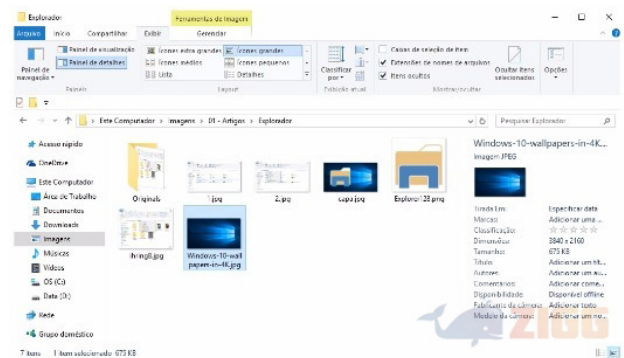 Explorador
Ferramentas de Imagem
Arquivo Início Compartilhar Exibir Gerenciar
Painel de navegação
Painel de visualização
Painel de detalhes
Painéis
Ícones extra grandes Ícones grandes
Ícones médios Ícones pequenos
Lista Detalhes
Layout
Classificar por
Exibição atual
Caixas de seleção de item
Extensões de nomes de arquivos
Itens ocultos
Ocultar itens selecionados
Mostrar/ocultar
Opções
Este Computador > Imagens > 01 - Artigos > Explorador
Pesquisar Explorador
Acesso rápido
OneDrive
Este Computador
Área de Trabalho
Documentos
Downloads
Imagens
Músicas
Vídeos
OS (C:)
Data (D:)
Rede
Grupo doméstico
Originals
1.jpg
2.jpg
capa.jpg
Explorer128.png
Windows-10-wall
papers-in-4K.jpg
Windows-10-wallpapers-in-4K...
Imagem JPEG
Tirada Em: Especificar data
Marcas: Adicionar uma...
Classificação:
Dimensões: 3840 x 2160
Tamanho: 675 KB
Título: Adicionar um tít...
Autores: Adicionar um au...
Comentários: Adicionar come...
Disponibilidade: Disponível offline
Fabricante da câmera: Adicionar texto
Modelo da câmera: Adicionar um no...
ZIGG
7 itens 1 item selecionado 675 KB